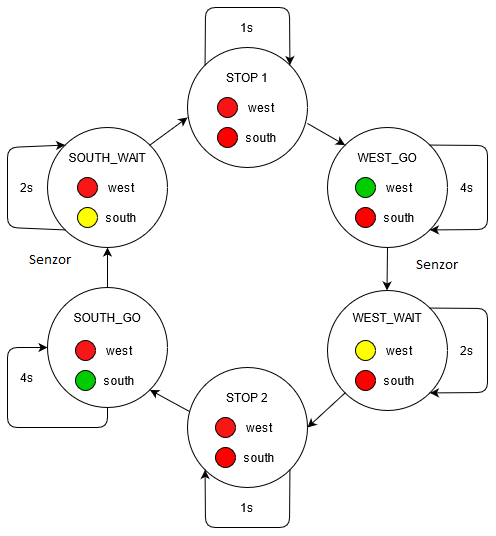 1s
STOP 1
west
south
SOUTH_WAIT
west
south
2s
WEST_GO
west
south
4s
Senzor
Senzor
SOUTH_GO
west
south
4s
WEST_WAIT
west
south
2s
STOP 2
west
south
1s